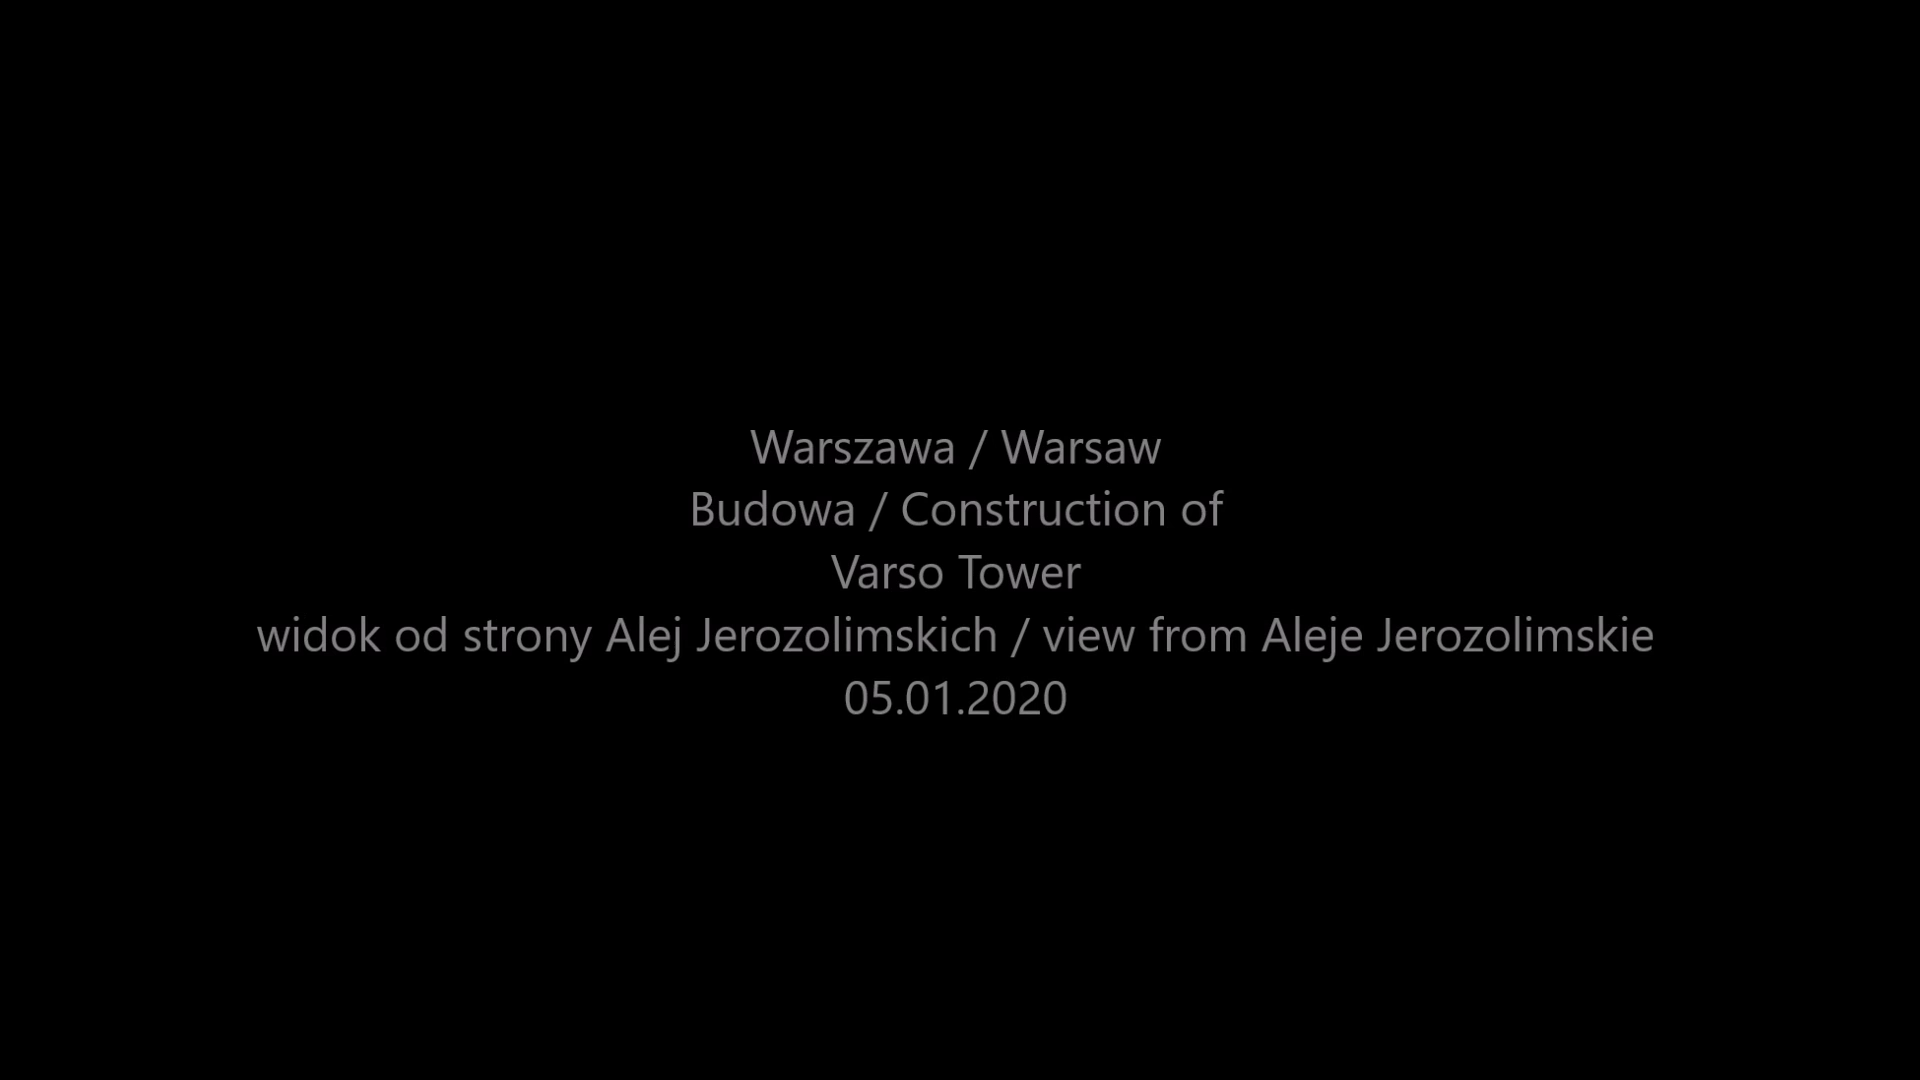 Warszawa / Warsaw
Budowa / Construction of
Varso Tower
widok od strony Alej Jerozolimskich / view from Aleje Jerozolimskie
05.01.2020